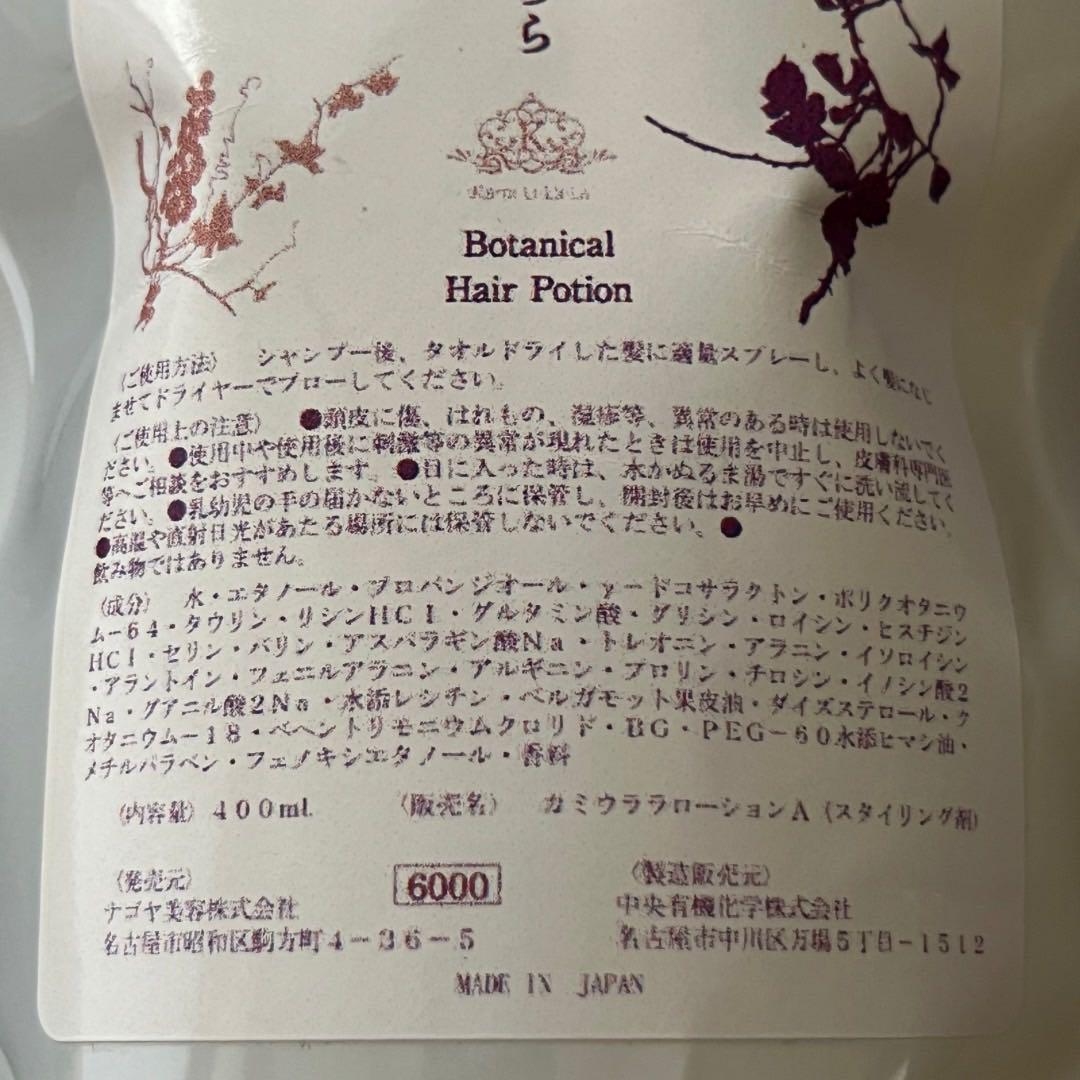 ら
K
Botanical
Hair Potion
〈ご使用方法〉 シャンプー後、タオルドライした髪に適量スプレーし、よく髪になじ
ませてドライヤーでブローしてください。
〈ご使用上の注意〉 ●頭皮に傷、はれもの、湿疹等、異常のある時は使用しないでく
ださい。●使用中や使用後に刺激等の異常が現れたときは使用を中止し、皮膚科専門医
等へご相談をおすすめします。●目に入った時は、水かぬるま湯ですぐに洗い流してく
ださい。●乳幼児の手の届かないところに保管し、開封後はお早めにご使用ください。
●高温や直射日光があたる場所には保管しないでください。●
飲み物ではありません。
〈成分〉 水・エタノール・プロパンジオール・γ－ドコサラクトン・ポリクオタニウ
ム－64・タウリン・リシンHCl・グルタミン酸・グリシン・ロイシン・ヒスチジン
HCl・セリン・バリン・アスパラギン酸Na・トレオニン・アラニン・イソロイシン
・アラントイン・フェニルアラニン・アルギニン・プロリン・チロシン・イノシン酸2
Na・グアニル酸2Na・水添レシチン・ベルガモット果皮油・ダイズステロール・ク
オタニウム－18・ベヘントリモニウムクロリド・BG・PEG－60水添ヒマシ油・
メチルパラベン・フェノキシエタノール・香料
〈内容量〉400ml 〈販売名〉 カミウララローションA（スタイリング剤）
〈発売元〉 6000 〈製造販売元〉
ナゴヤ美容株式会社 中央有機化学株式会社
名古屋市昭和区駒方町4－36－5 名古屋市中川区万場5丁目－1512
MADE IN JAPAN